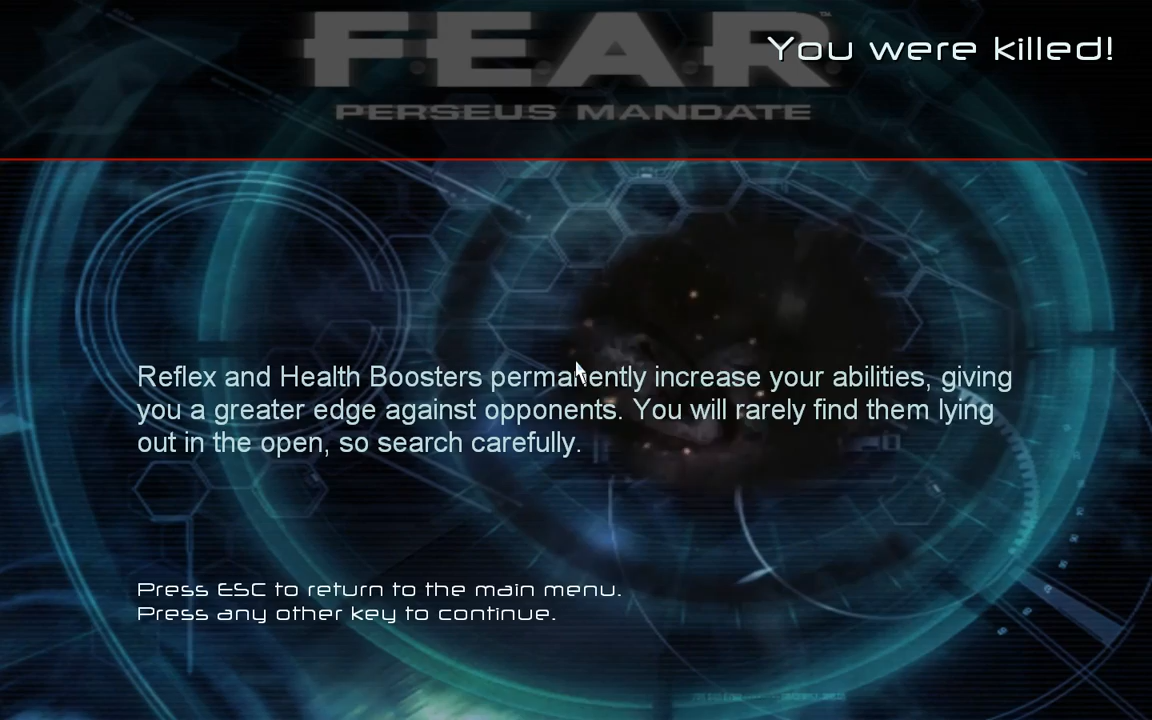 F.E.A.R.™
You were killed!
PERSEUS MANDATE
Reflex and Health Boosters permanently increase your abilities, giving
you a greater edge against opponents. You will rarely find them lying
out in the open, so search carefully.
Press ESC to return to the main menu.
Press any other key to continue.